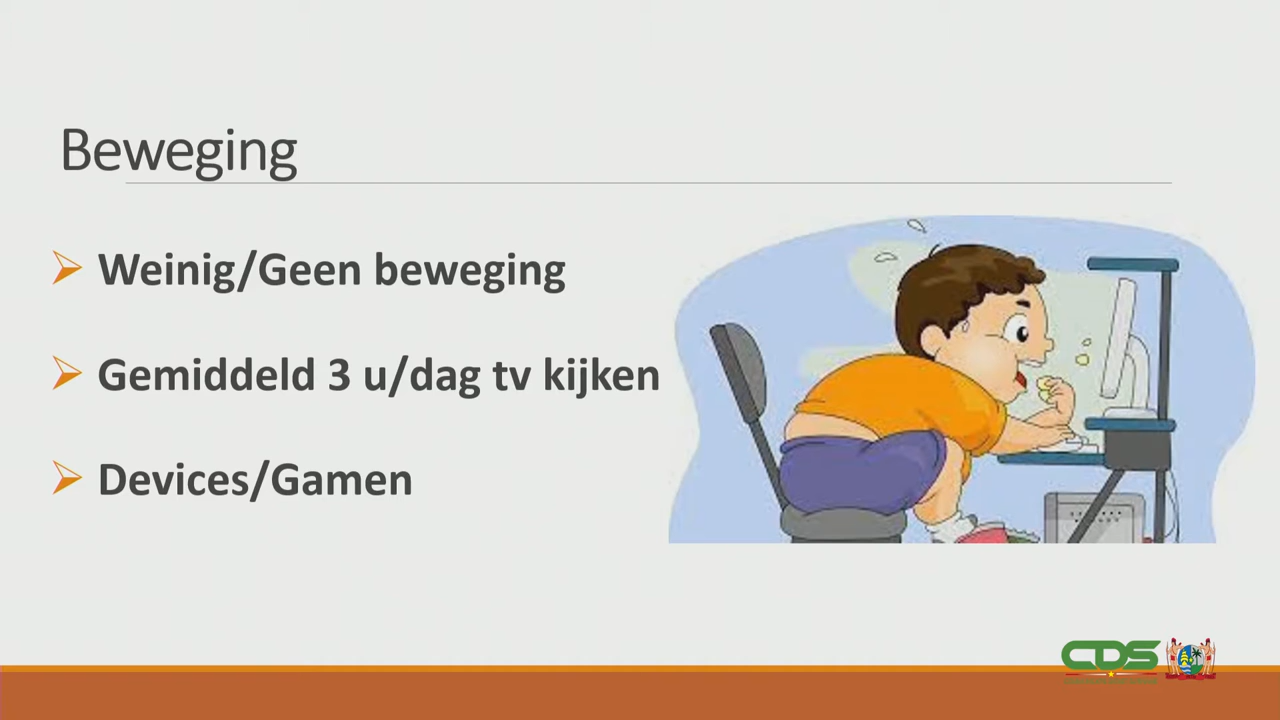 Beweging
Weinig/Geen beweging
Gemiddeld 3 u/dag tv kijken
Devices/Gamen
CDS